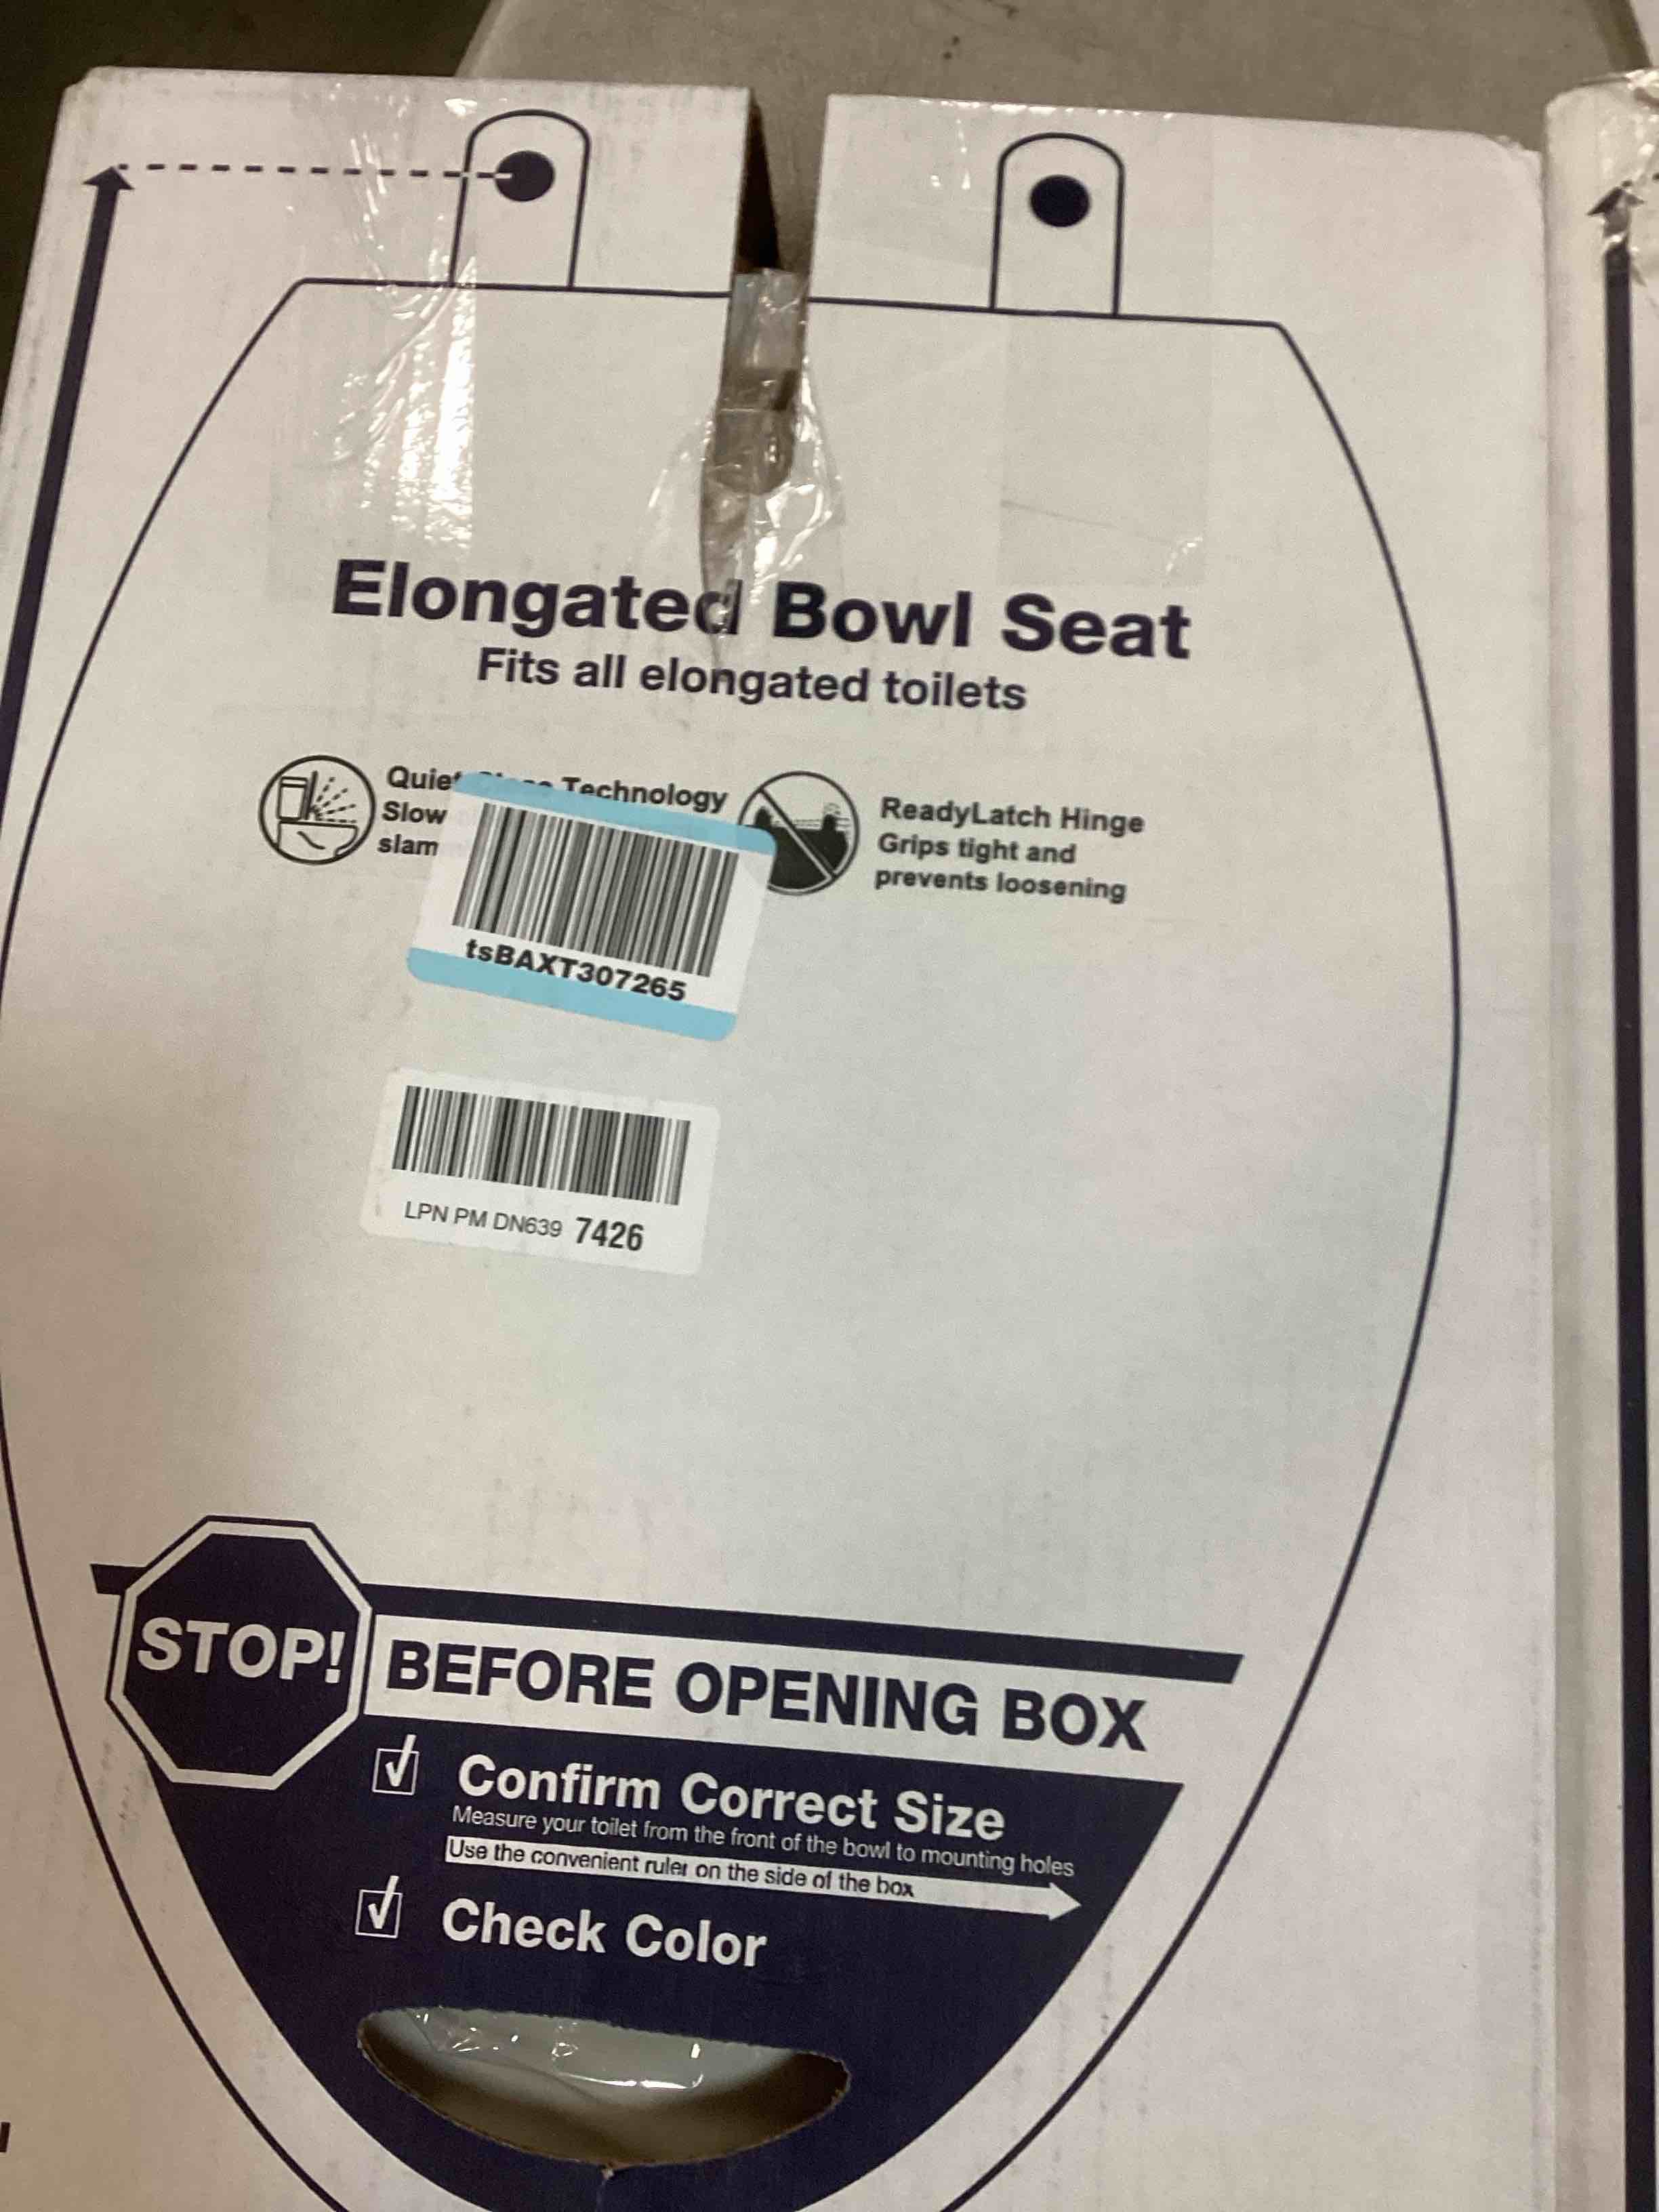 Elongated Bowl Seat
Fits all elongated toilets
Quiet Technology
Slow
slam
ReadyLatch Hinge
Grips tight and
prevents loosening
tsBAXT307265
LPN PM DN639 7426
STOP! BEFORE OPENING BOX
Confirm Correct Size
Measure your toilet from the front of the bowl to mounting holes
Use the convenient ruler on the side of the box
Check Color